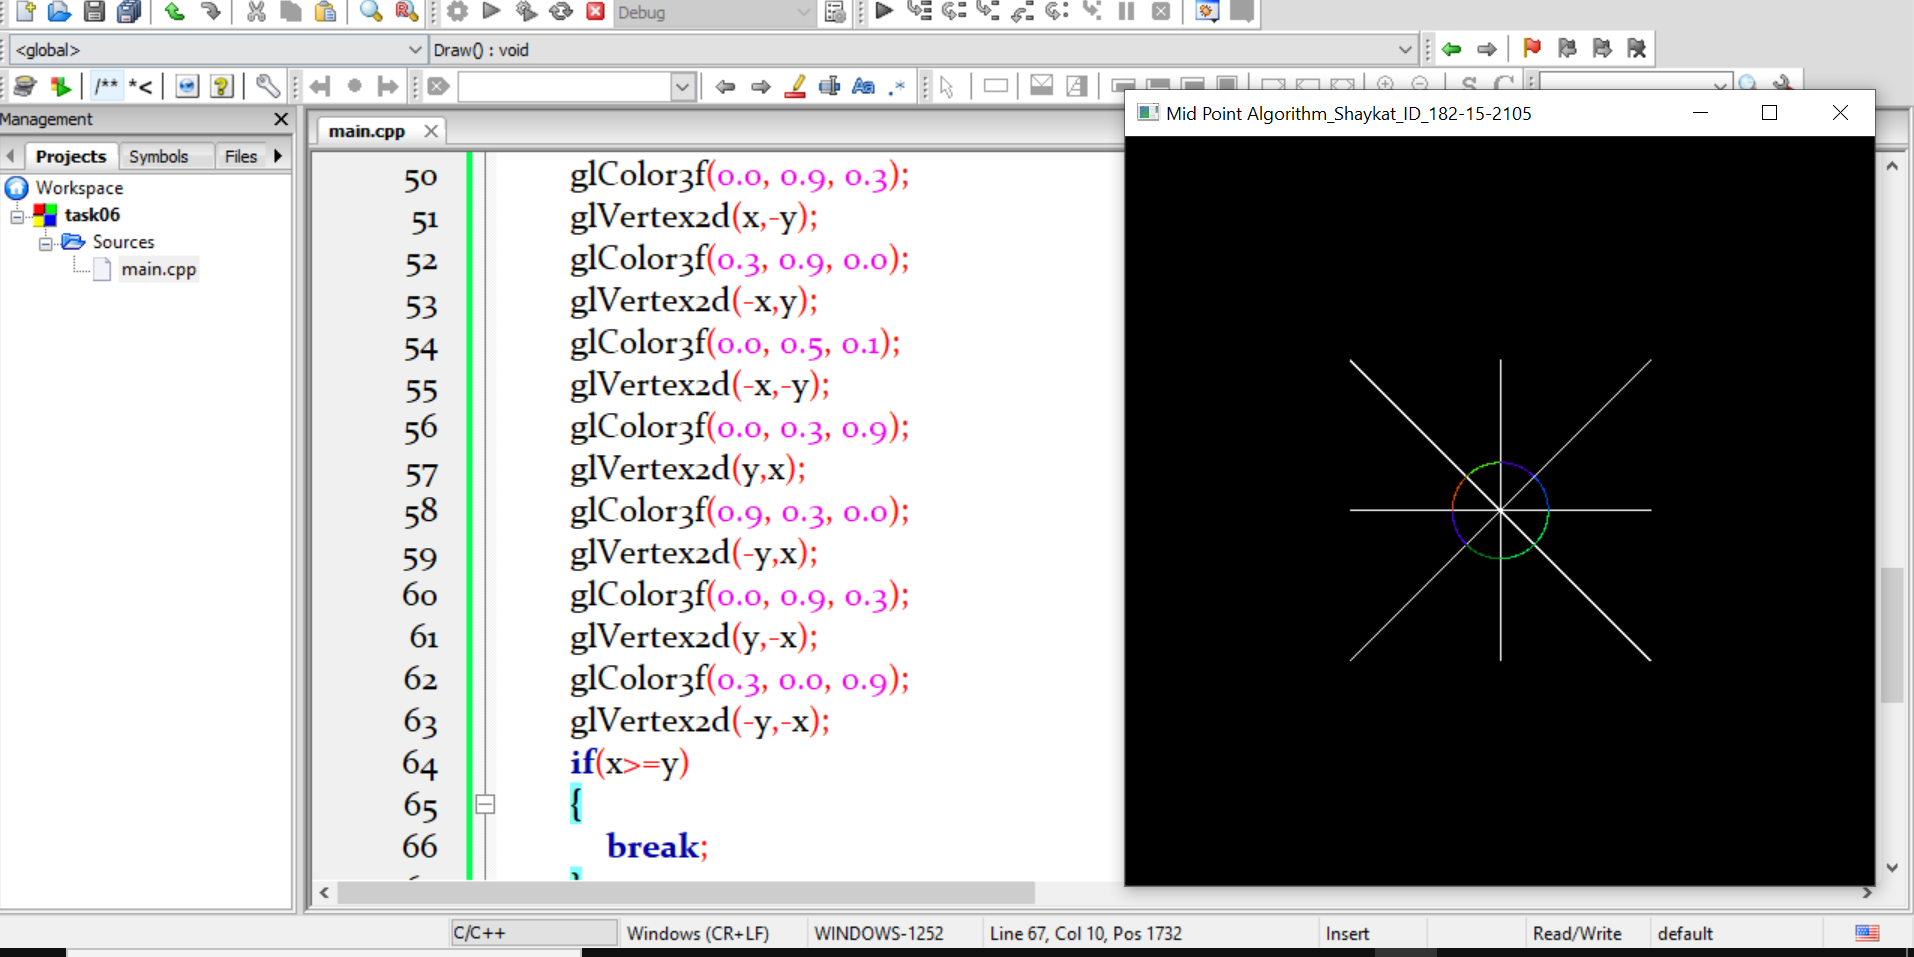 Debug
<global>
Draw() : void
/** *<
Aa .*
S C
Management
Projects Symbols Files
Workspace
task06
Sources
main.cpp
main.cpp
50 glColor3f(0.0, 0.9, 0.3);
51 glVertex2d(x,-y);
52 glColor3f(0.3, 0.9, 0.0);
53 glVertex2d(-x,y);
54 glColor3f(0.0, 0.5, 0.1);
55 glVertex2d(-x,-y);
56 glColor3f(0.0, 0.3, 0.9);
57 glVertex2d(y,x);
58 glColor3f(0.9, 0.3, 0.0);
59 glVertex2d(-y,x);
60 glColor3f(0.0, 0.9, 0.3);
61 glVertex2d(y,-x);
62 glColor3f(0.3, 0.0, 0.9);
63 glVertex2d(-y,-x);
64 if(x>=y)
65 {
66 break;
Mid Point Algorithm_Shaykat_ID_182-15-2105
C/C++ Windows (CR+LF) WINDOWS-1252 Line 67, Col 10, Pos 1732 Insert Read/Write default